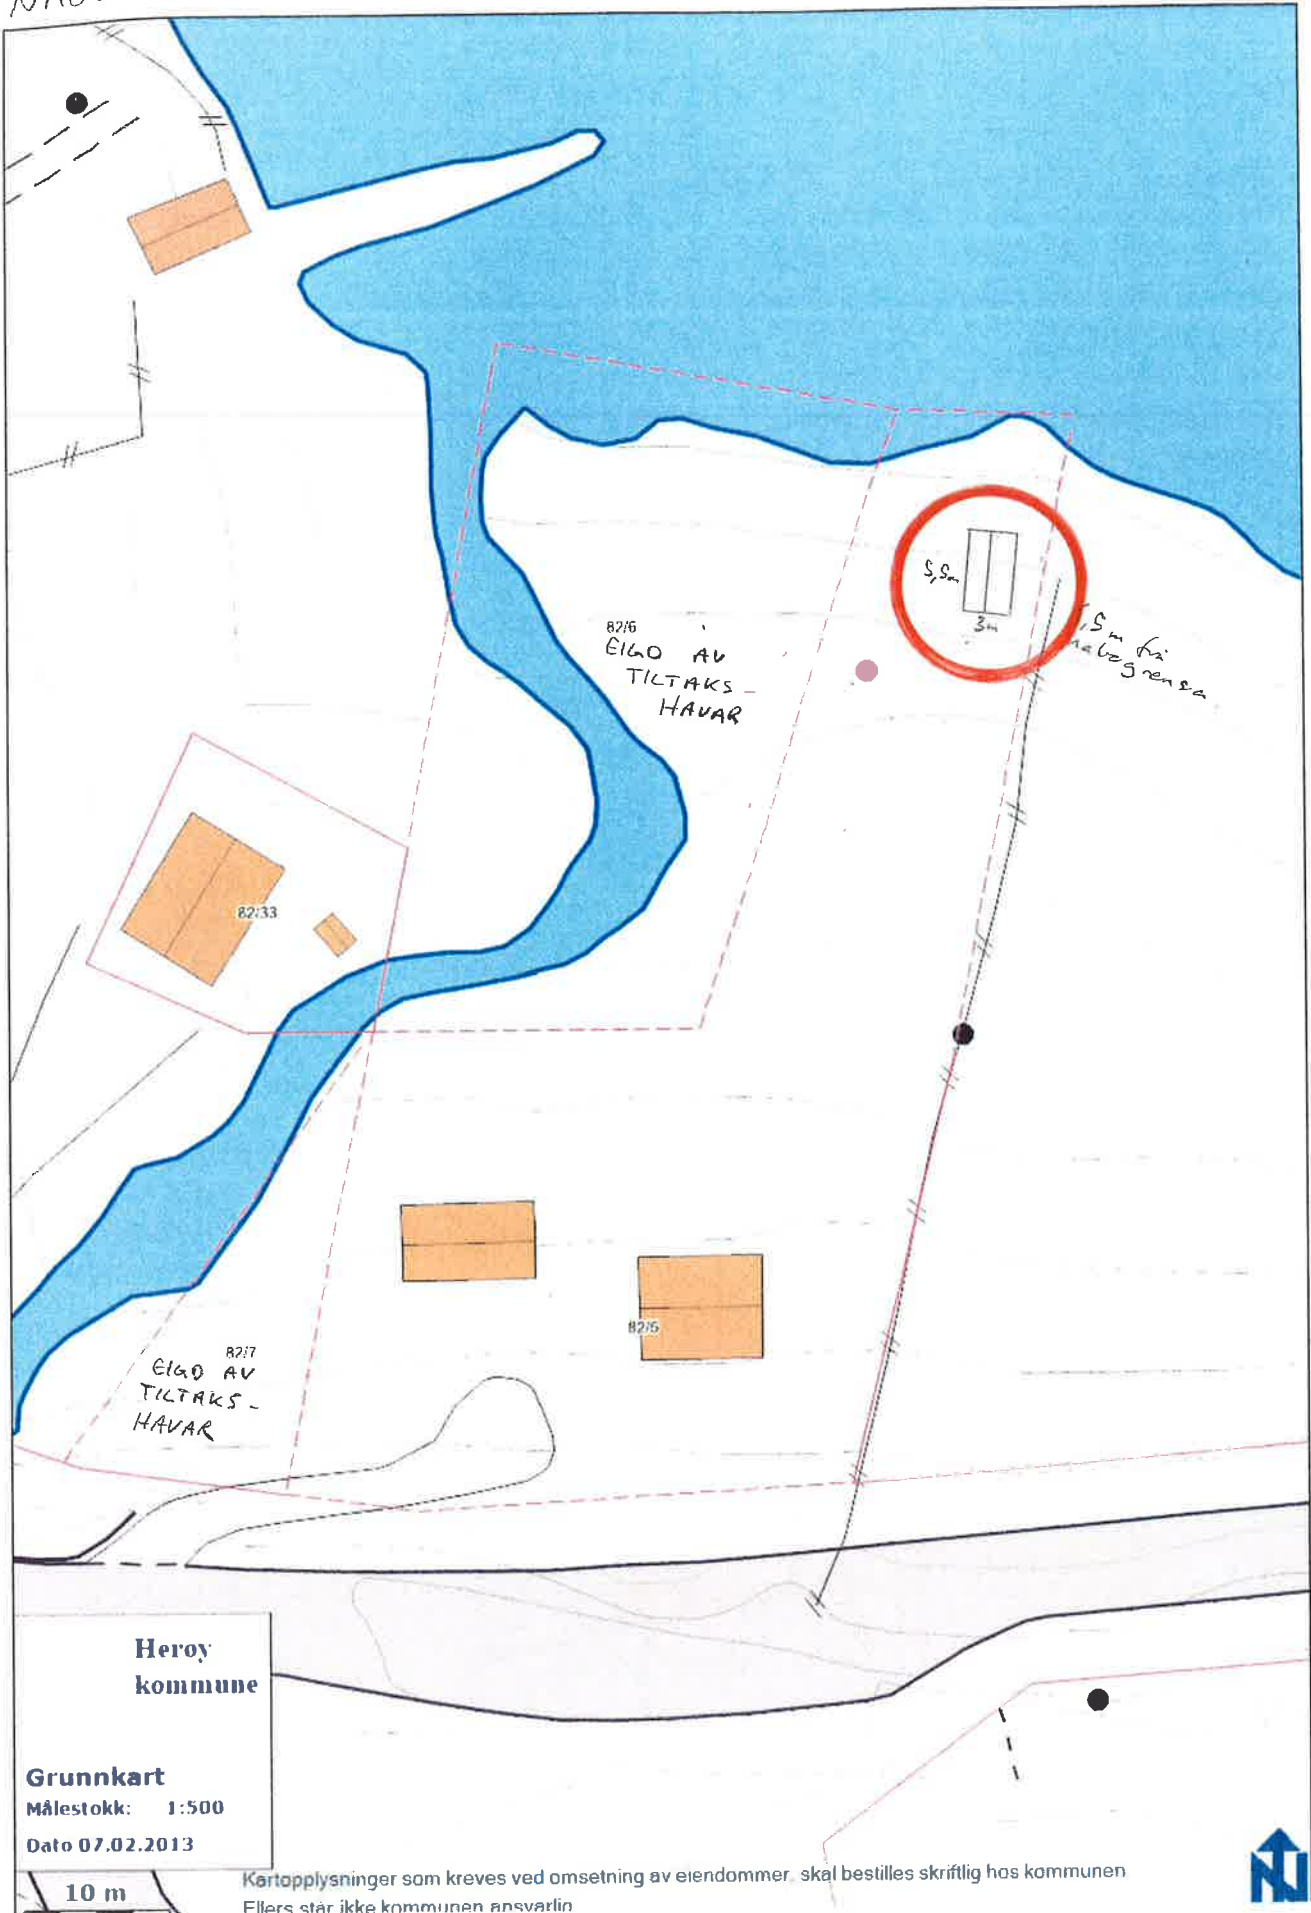 5,5m
3m
,5m frå
nabogrensa
82/6
EIGD AV
TILTAKS-
HAVAR
82/33
82/5
82/7
EIGD AV
TILTAKS-
HAVAR
Herøy
kommune
Grunnkart
Målestokk: 1:500
Dato 07.02.2013
10 m
Kartopplysninger som kreves ved omsetning av eiendommer, skal bestilles skriftlig hos kommunen
Ellers står ikke kommunen ansvarlig
N